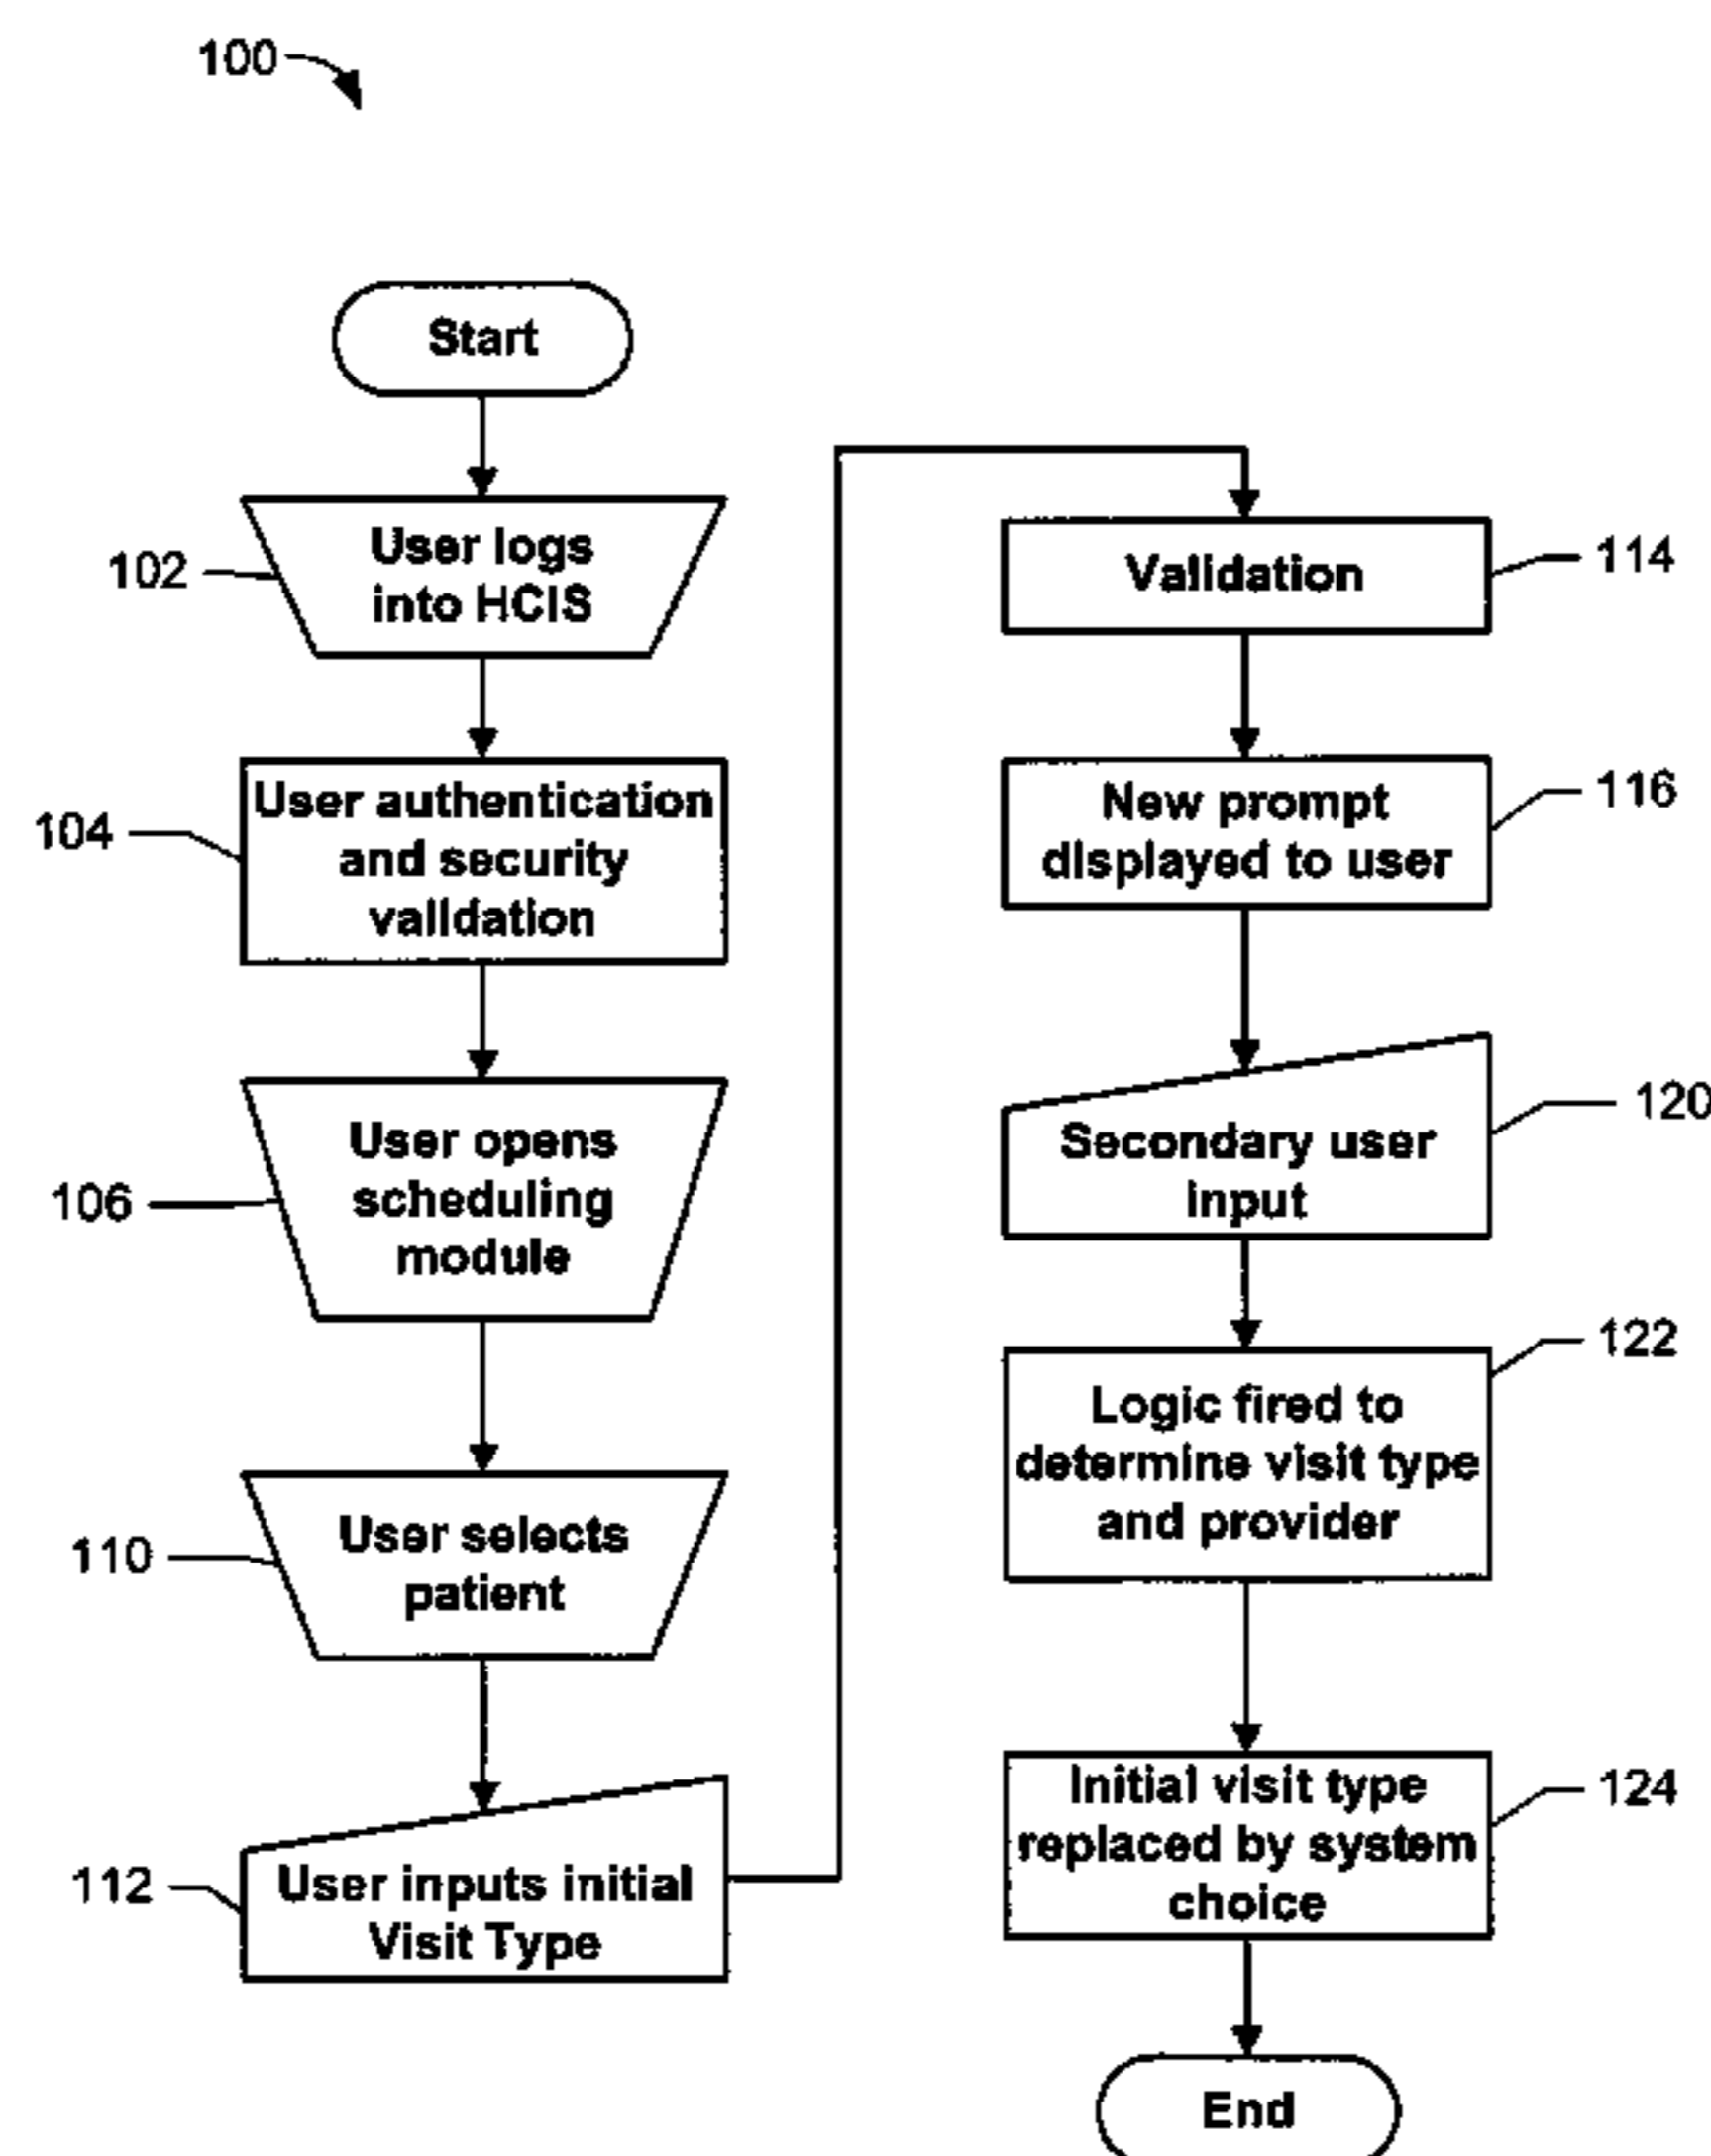 100
Start
102
User logs
into HCIS
104
User authentication
and security
validation
106
User opens
scheduling
module
110
User selects
patient
112
User inputs initial
Visit Type
Validation
114
New prompt
displayed to user
116
Secondary user
input
120
Logic fired to
determine visit type
and provider
122
Initial visit type
replaced by system
choice
124
End